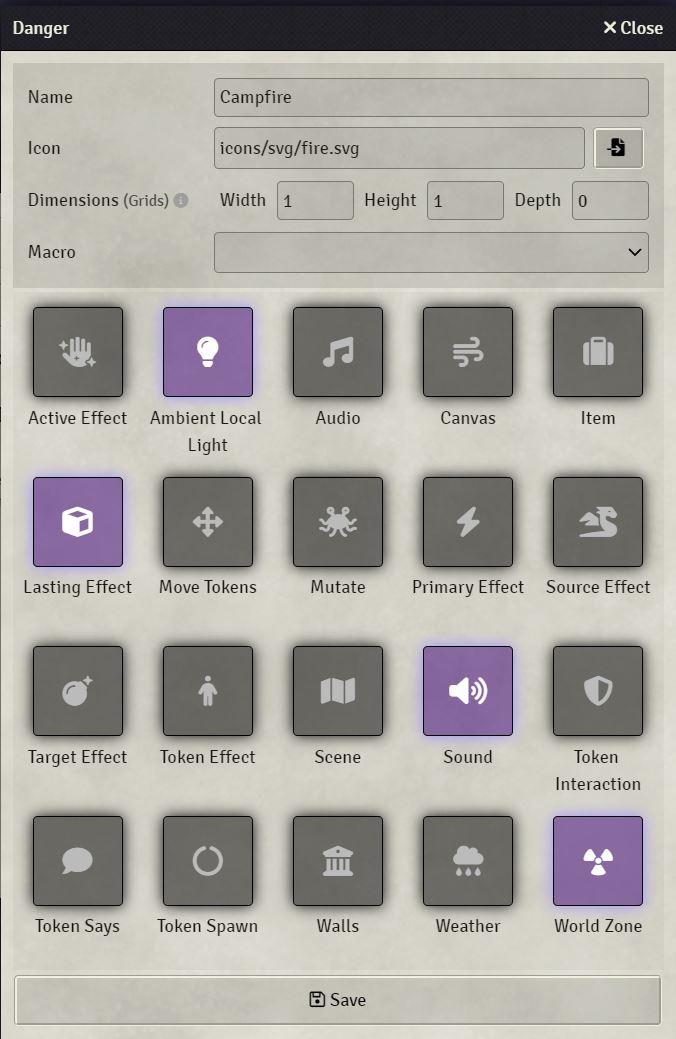 Danger
Close
Name Campfire
Icon icons/svg/fire.svg
Dimensions (Grids) Width 1 Height 1 Depth 0
Macro
Active Effect
Ambient Local
Light
Audio
Canvas
Item
Lasting Effect
Move Tokens
Mutate
Primary Effect
Source Effect
Target Effect
Token Effect
Scene
Sound
Token
Interaction
Token Says
Token Spawn
Walls
Weather
World Zone
Save